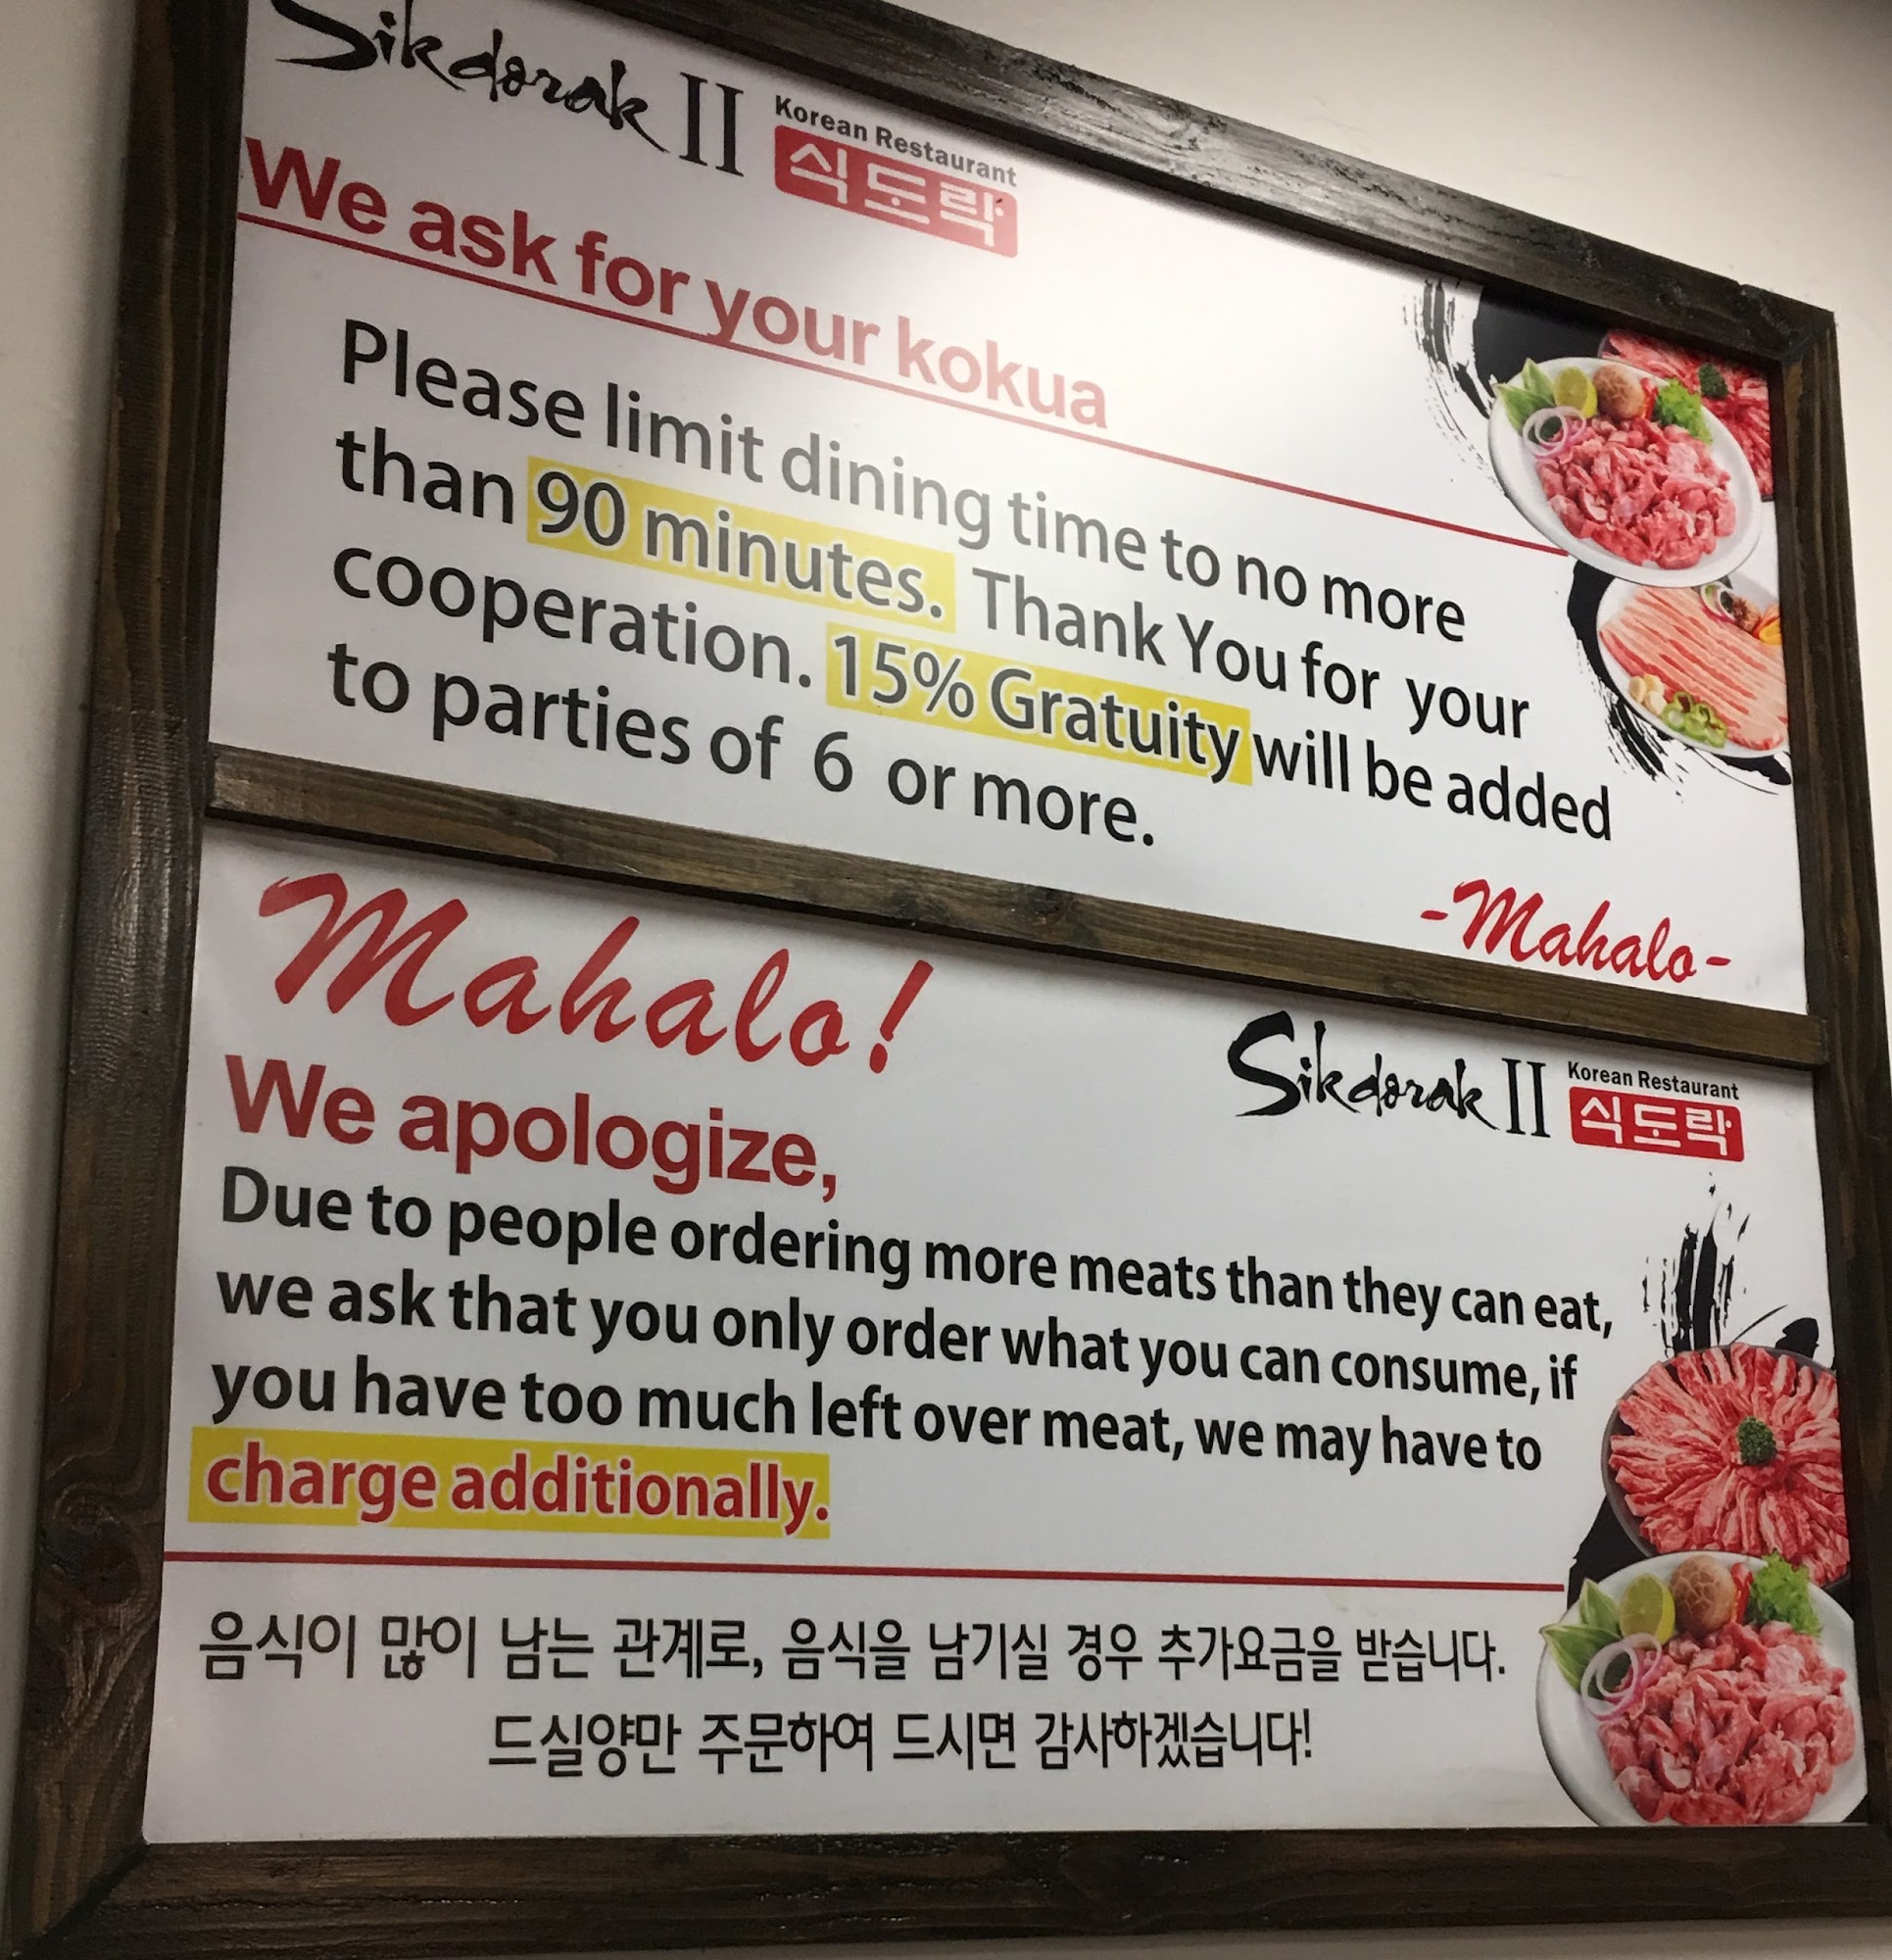 Sikdorak II
Korean Restaurant
식도락
We ask for your kokua
Please limit dining time to no more
than 90 minutes. Thank You for your
cooperation. 15% Gratuity will be added
to parties of 6 or more.
-Mahalo-
Mahalo!
Sikdorak II
Korean Restaurant
식도락
We apologize,
Due to people ordering more meats than they can eat,
we ask that you only order what you can consume, if
you have too much left over meat, we may have to
charge additionally.
음식이 많이 남는 관계로, 음식을 남기실 경우 추가요금을 받습니다.
드실양만 주문하여 드시면 감사하겠습니다!